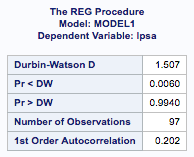 The REG Procedure
Model: MODEL1
Dependent Variable: lpsa
Durbin-Watson D 1.507
Pr < DW 0.0060
Pr > DW 0.9940
Number of Observations 97
1st Order Autocorrelation 0.202